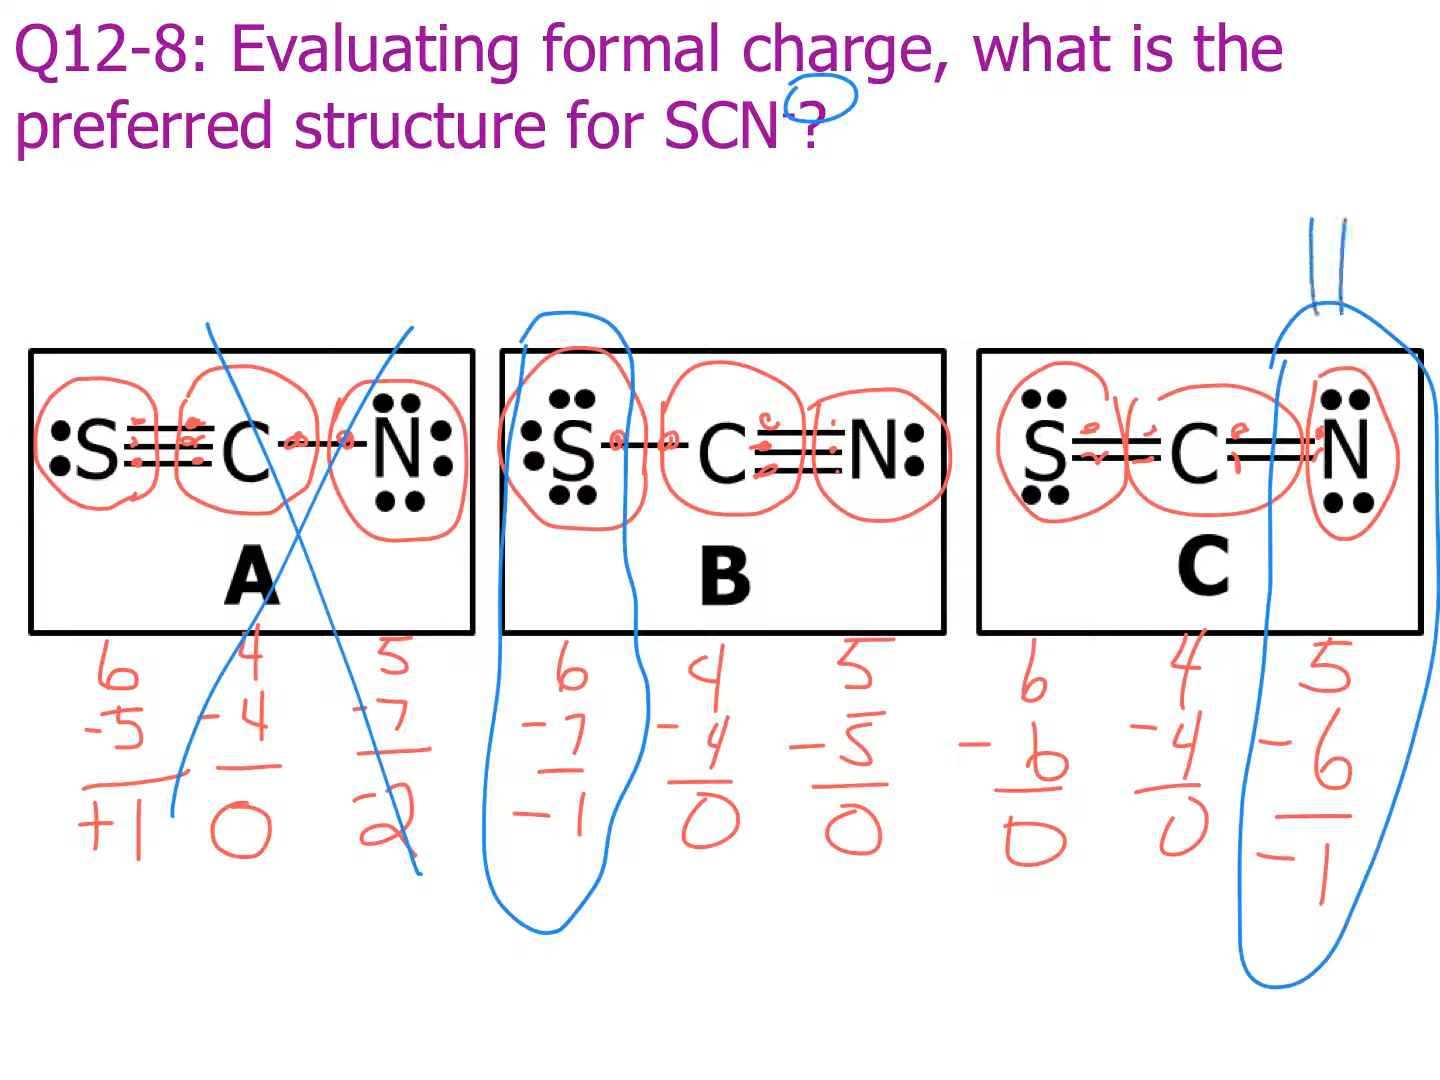 Q12-8: Evaluating formal charge, what is the
preferred structure for SCN-?
S C N
A
S C N
B
S C N
C
6 4 5 6 4 5 6 4 5
-5 -4 -7 -7 -4 -5 -6 -4 -6
+1 0 -2 -1 0 0 0 0 -1